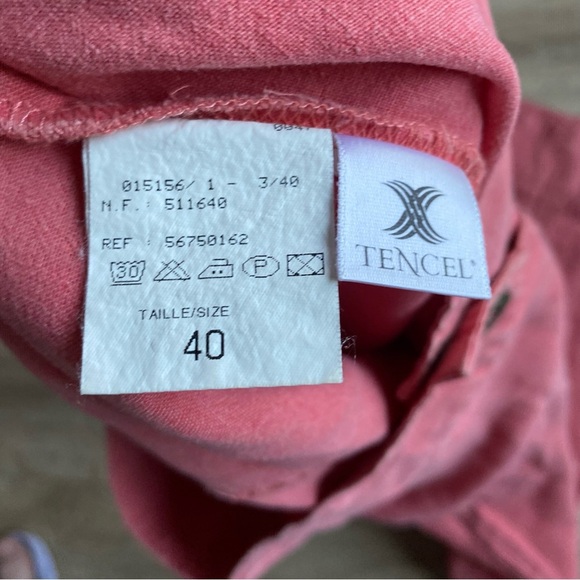 015156/ 1 - 3/40
N.F. : 511640
REF : 56750162
30 P
TAILLE/SIZE
40
TENCEL®